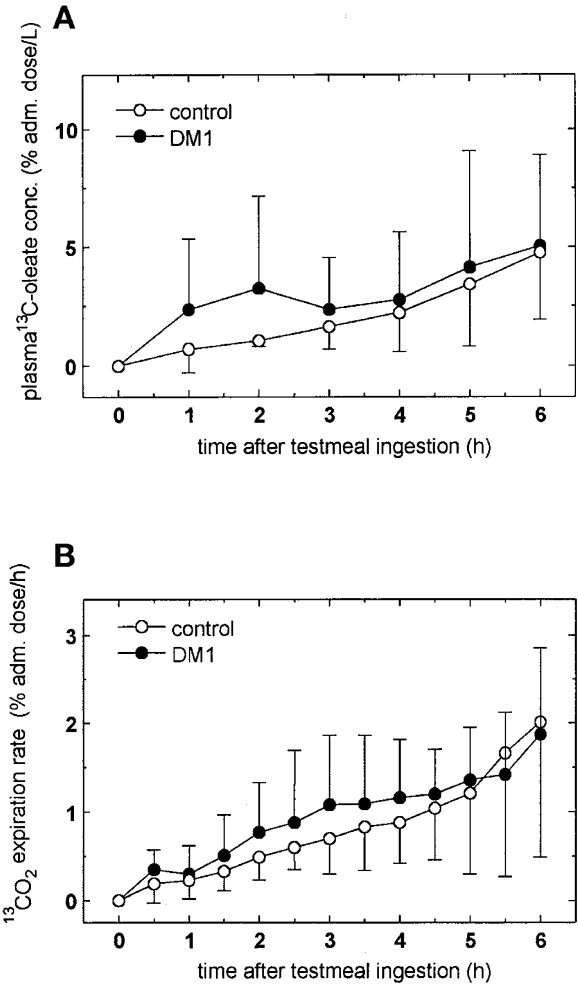 A
plasma ¹³C-oleate conc. (% adm. dose/L)
control
DM1
10
5
0
0 1 2 3 4 5 6
time after testmeal ingestion (h)
B
¹³CO₂ expiration rate (% adm. dose/h)
control
DM1
3
2
1
0
0 1 2 3 4 5 6
time after testmeal ingestion (h)